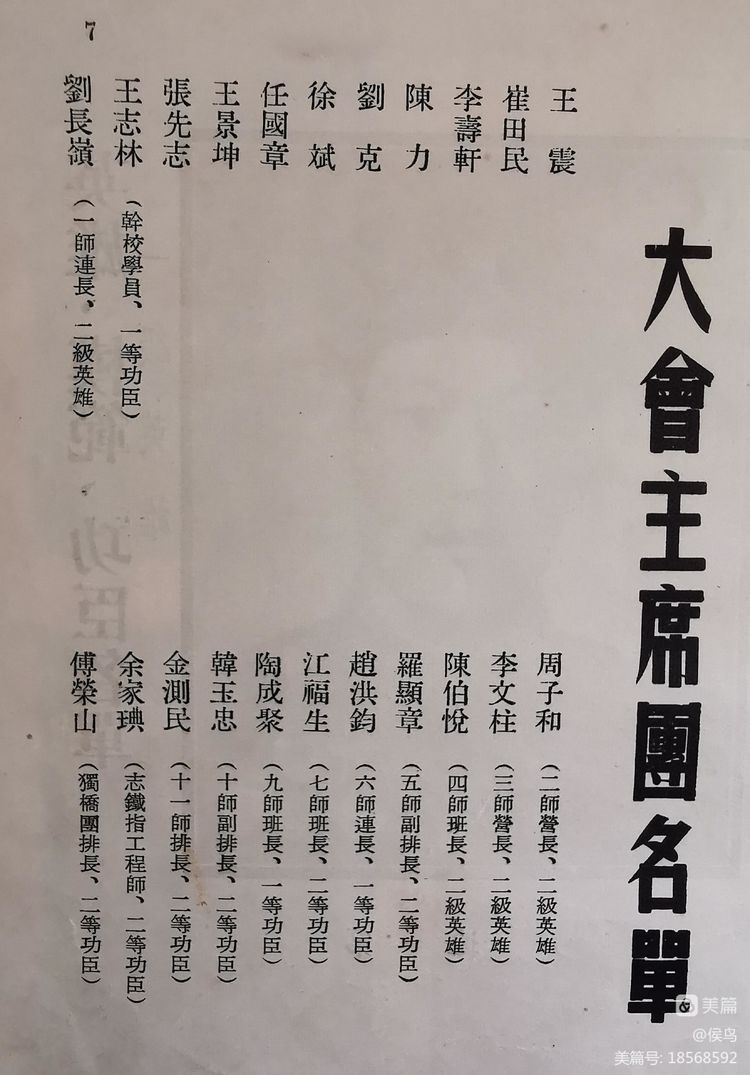 7
大會主席團名單
王震
崔田民
李壽軒
陳力
劉克
徐斌
任國章
王景坤
張先志
王志林（幹校學員、一等功臣）
劉長嶺（一師連長、二級英雄）
周子和（二師營長、二級英雄）
李文柱（三師營長、二級英雄）
陳伯悅（四師班長、二級英雄）
羅顯章（五師副排長、二等功臣）
趙洪鈞（六師連長、一等功臣）
江福生（七師班長、二等功臣）
陶成聚（九師班長、一等功臣）
韓玉忠（十師副排長、二等功臣）
金測民（十一師排長、二等功臣）
余家㻞（志鐵指工程師、二等功臣）
傅榮山（獨橋團排長、二等功臣）
美篇
@侯鸟
美篇号: 18568592